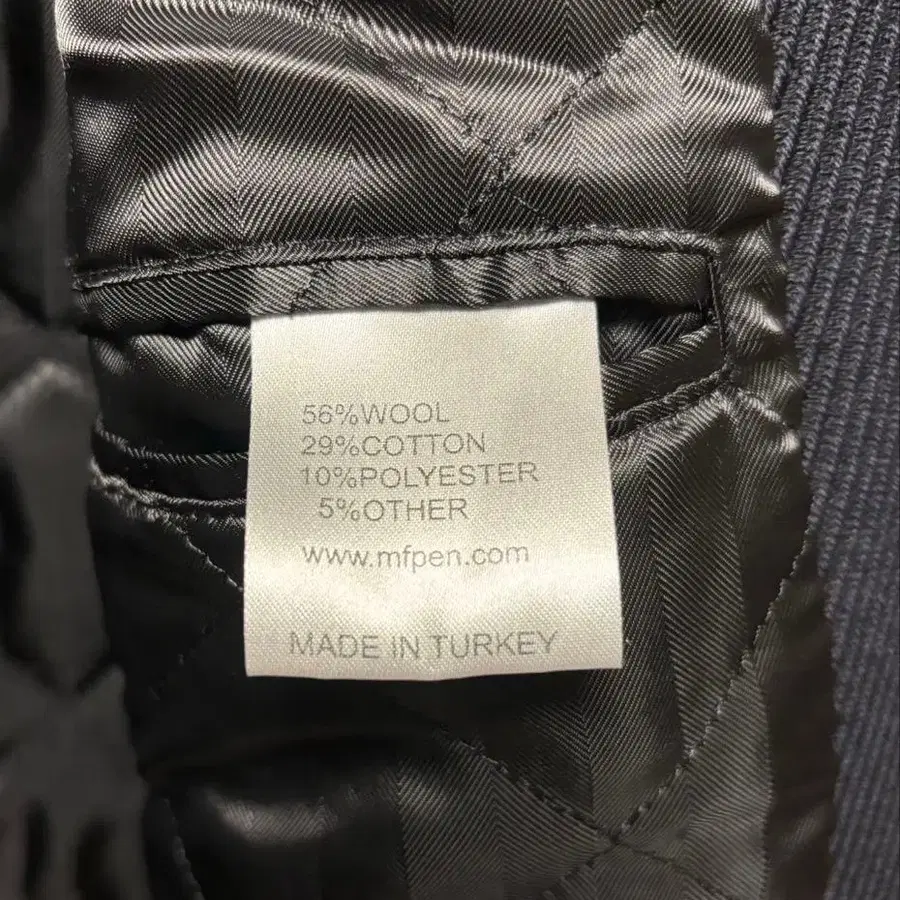 56%WOOL
29%COTTON
10%POLYESTER
5%OTHER
www.mfpen.com
MADE IN TURKEY